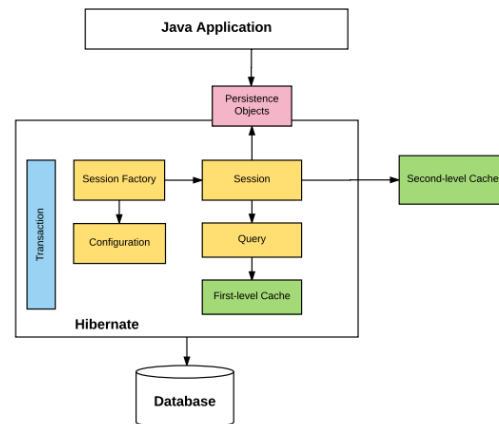 Java Application
Persistence
Objects
Session Factory
Session
Second-level Cache
Transaction
Configuration
Query
First-level Cache
Hibernate
Database